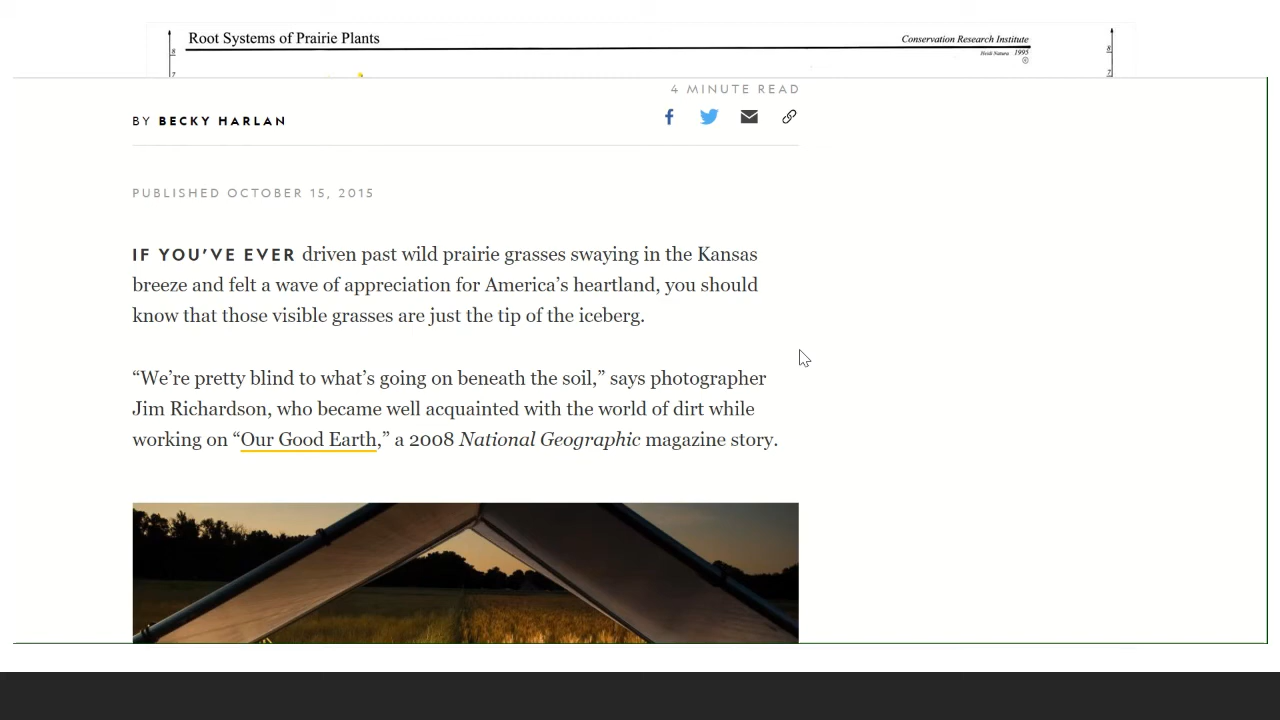 Root Systems of Prairie Plants
Conservation Research Institute
Heidi Natura 1995
8
8
7
7
4 MINUTE READ
BY BECKY HARLAN
PUBLISHED OCTOBER 15, 2015
IF YOU’VE EVER driven past wild prairie grasses swaying in the Kansas
breeze and felt a wave of appreciation for America’s heartland, you should
know that those visible grasses are just the tip of the iceberg.
“We’re pretty blind to what’s going on beneath the soil,” says photographer
Jim Richardson, who became well acquainted with the world of dirt while
working on “Our Good Earth,” a 2008 National Geographic magazine story.